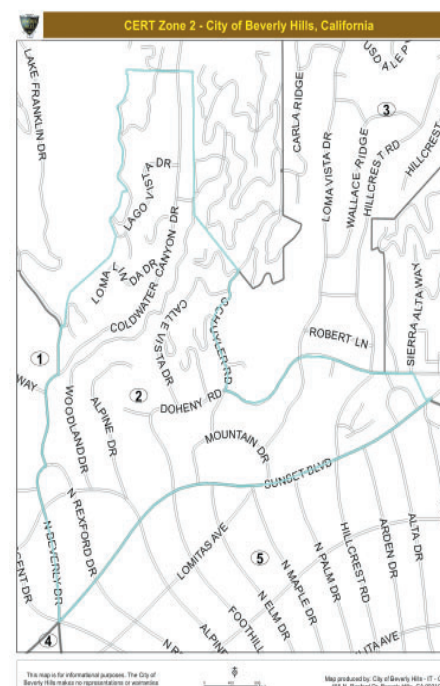 CERT Zone 2 - City of Beverly Hills, California
LAKE FRANKLIN DR
CARLA RIDGE
LOMA VISTA DR
WALLACE RIDGE
HILLCREST RD
HILLCREST
3
LAGO VISTA DR
LOMA LINDA DR
COLDWATER CANYON DR
CALLE VISTA DR
SCHUYLER RD
ROBERT LN
SIERRA ALTA WAY
1
WAY
2
WOODLAND DR
ALPINE DR
DOHENY RD
MOUNTAIN DR
SUNSET BLVD
N REXFORD DR
N BEVERLY DR
LOMITAS AVE
5
FOOTHILL
N ELM DR
N MAPLE DR
N PALM DR
HILLCREST RD
ARDEN DR
ALTA DR
4
ALPINE
This map is for informational purposes. The City of
Beverly Hills makes no representations or warranties
Map produced by: City of Beverly Hills - IT -